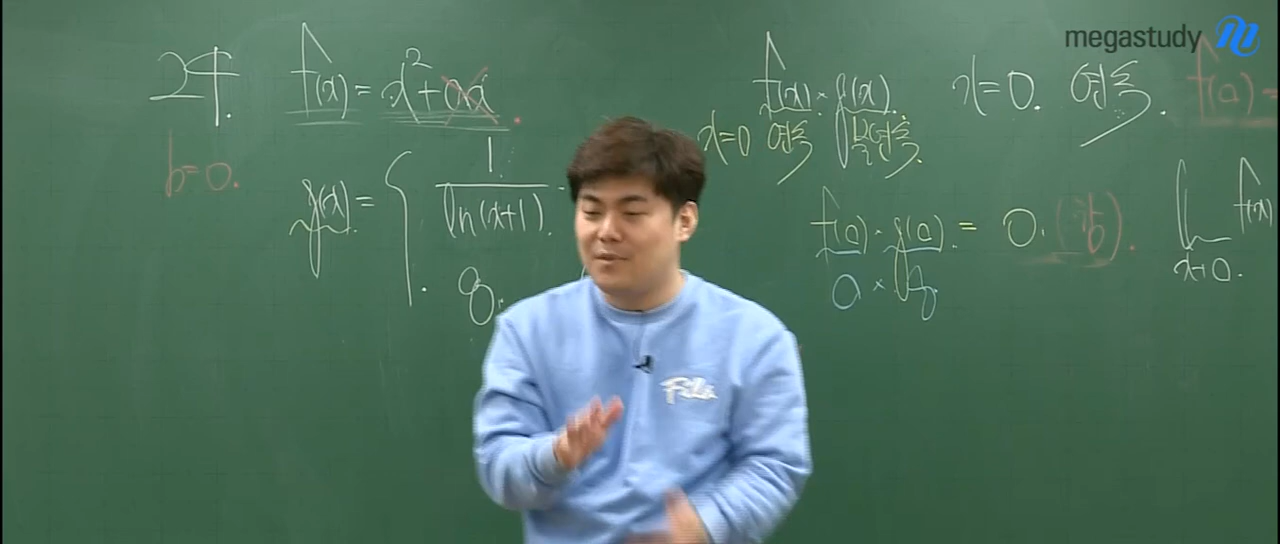 megastudy
24.
f(x) = x² + ax.
b=0.
g(x) =
1
ln(x+1).
8.
f(x) × g(x).
x=0. 연속.
x=0 연속
불연속.
f(0) · g(0). = 0.
0 × 8.
f(a) =
x→0.
f(x)
Fila